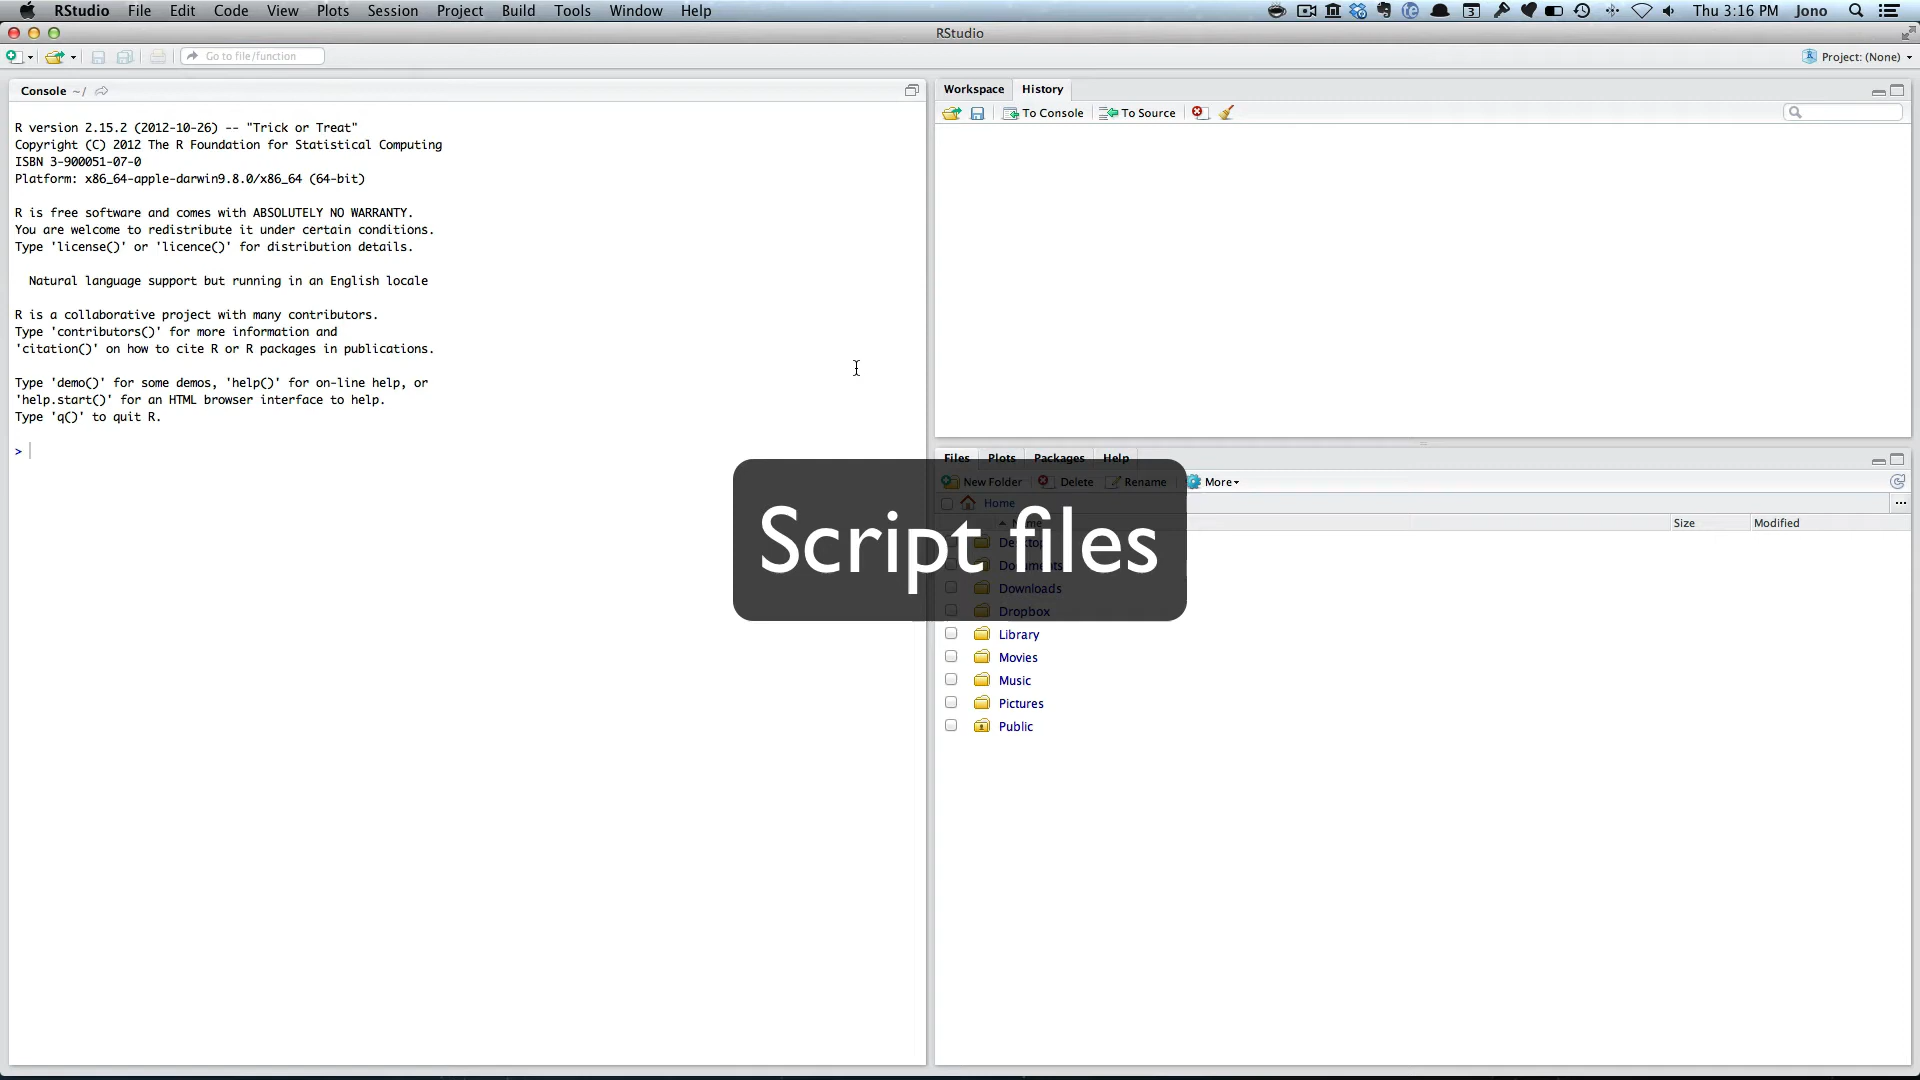 RStudio File Edit Code View Plots Session Project Build Tools Window Help
3 Thu 3:16 PM Jono
RStudio
Go to file/function
Project: (None)
Console ~/
R version 2.15.2 (2012-10-26) -- "Trick or Treat"
Copyright (C) 2012 The R Foundation for Statistical Computing
ISBN 3-900051-07-0
Platform: x86_64-apple-darwin9.8.0/x86_64 (64-bit)
R is free software and comes with ABSOLUTELY NO WARRANTY.
You are welcome to redistribute it under certain conditions.
Type 'license()' or 'licence()' for distribution details.
Natural language support but running in an English locale
R is a collaborative project with many contributors.
Type 'contributors()' for more information and
'citation()' on how to cite R or R packages in publications.
Type 'demo()' for some demos, 'help()' for on-line help, or
'help.start()' for an HTML browser interface to help.
Type 'q()' to quit R.
>
Workspace History
To Console To Source
Files Plots Packages Help
New Folder Delete Rename More
Home
Name Size Modified
Desktop
Documents
Downloads
Dropbox
Library
Movies
Music
Pictures
Public
Script files